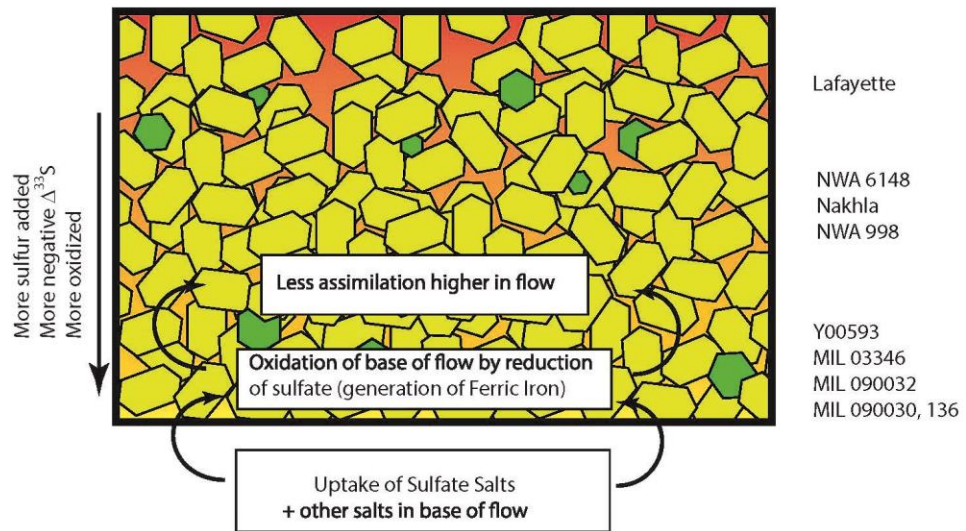 More sulfur added
More negative Δ³³S
More oxidized
Less assimilation higher in flow
Oxidation of base of flow by reduction
of sulfate (generation of Ferric Iron)
Uptake of Sulfate Salts
+ other salts in base of flow
Lafayette
NWA 6148
Nakhla
NWA 998
Y00593
MIL 03346
MIL 090032
MIL 090030, 136